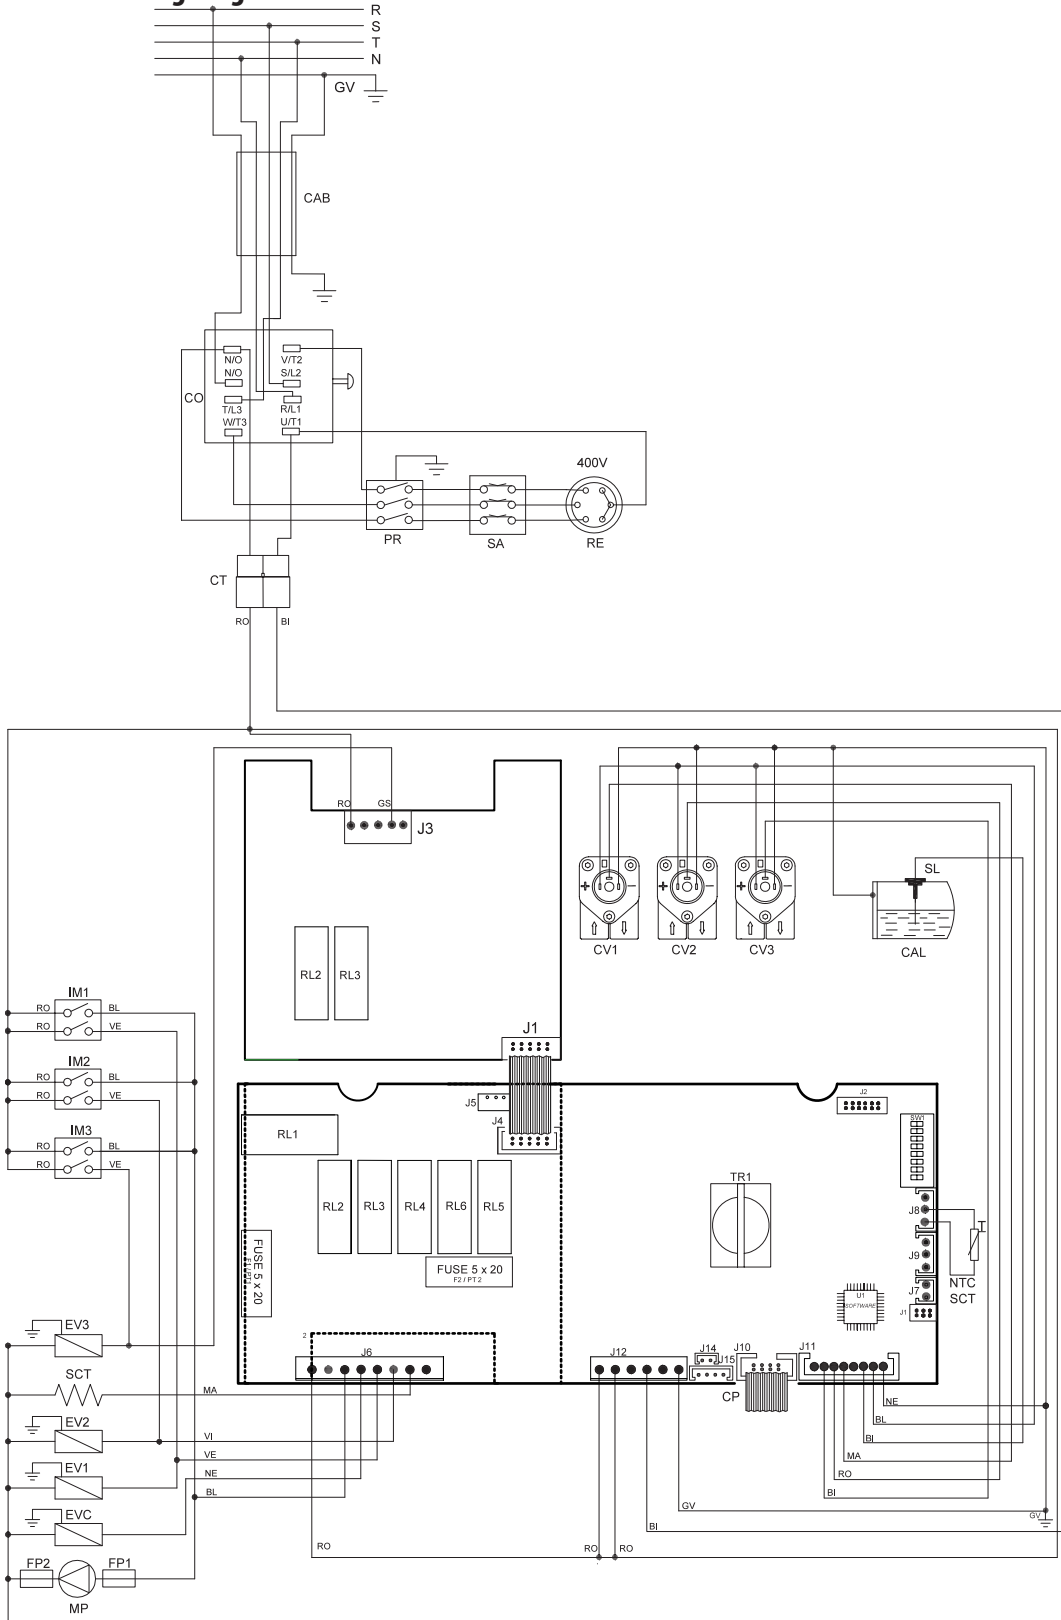 R
S
T
N
GV
CAB
N/O
V/T2
N/O
S/L2
CO
T/L3
R/L1
W/T3
U/T1
400V
PR
SA
RE
CT
RO
BI
RO
GS
J3
SL
RL2
RL3
CV1
CV2
CV3
CAL
IM1
RO
BL
RO
VE
J1
IM2
RO
BL
RO
VE
J5
J2
SW1
IM3
RO
BL
RO
VE
RL1
J4
RL2
RL3
RL4
RL6
RL5
TR1
J8
J9
FUSE 5 x 20
F1 / PT1
FUSE 5 x 20
F2 / PT 2
NTC
SCT
J7
U1
SOFTWARE
J1
EV3
2
J6
J12
J14
J15
J10
J11
CP
SCT
MA
NE
EV2
VI
BL
BI
VE
EV1
NE
MA
RO
BL
BI
EVC
GV
GV
BI
RO
RO
RO
FP2
FP1
MP